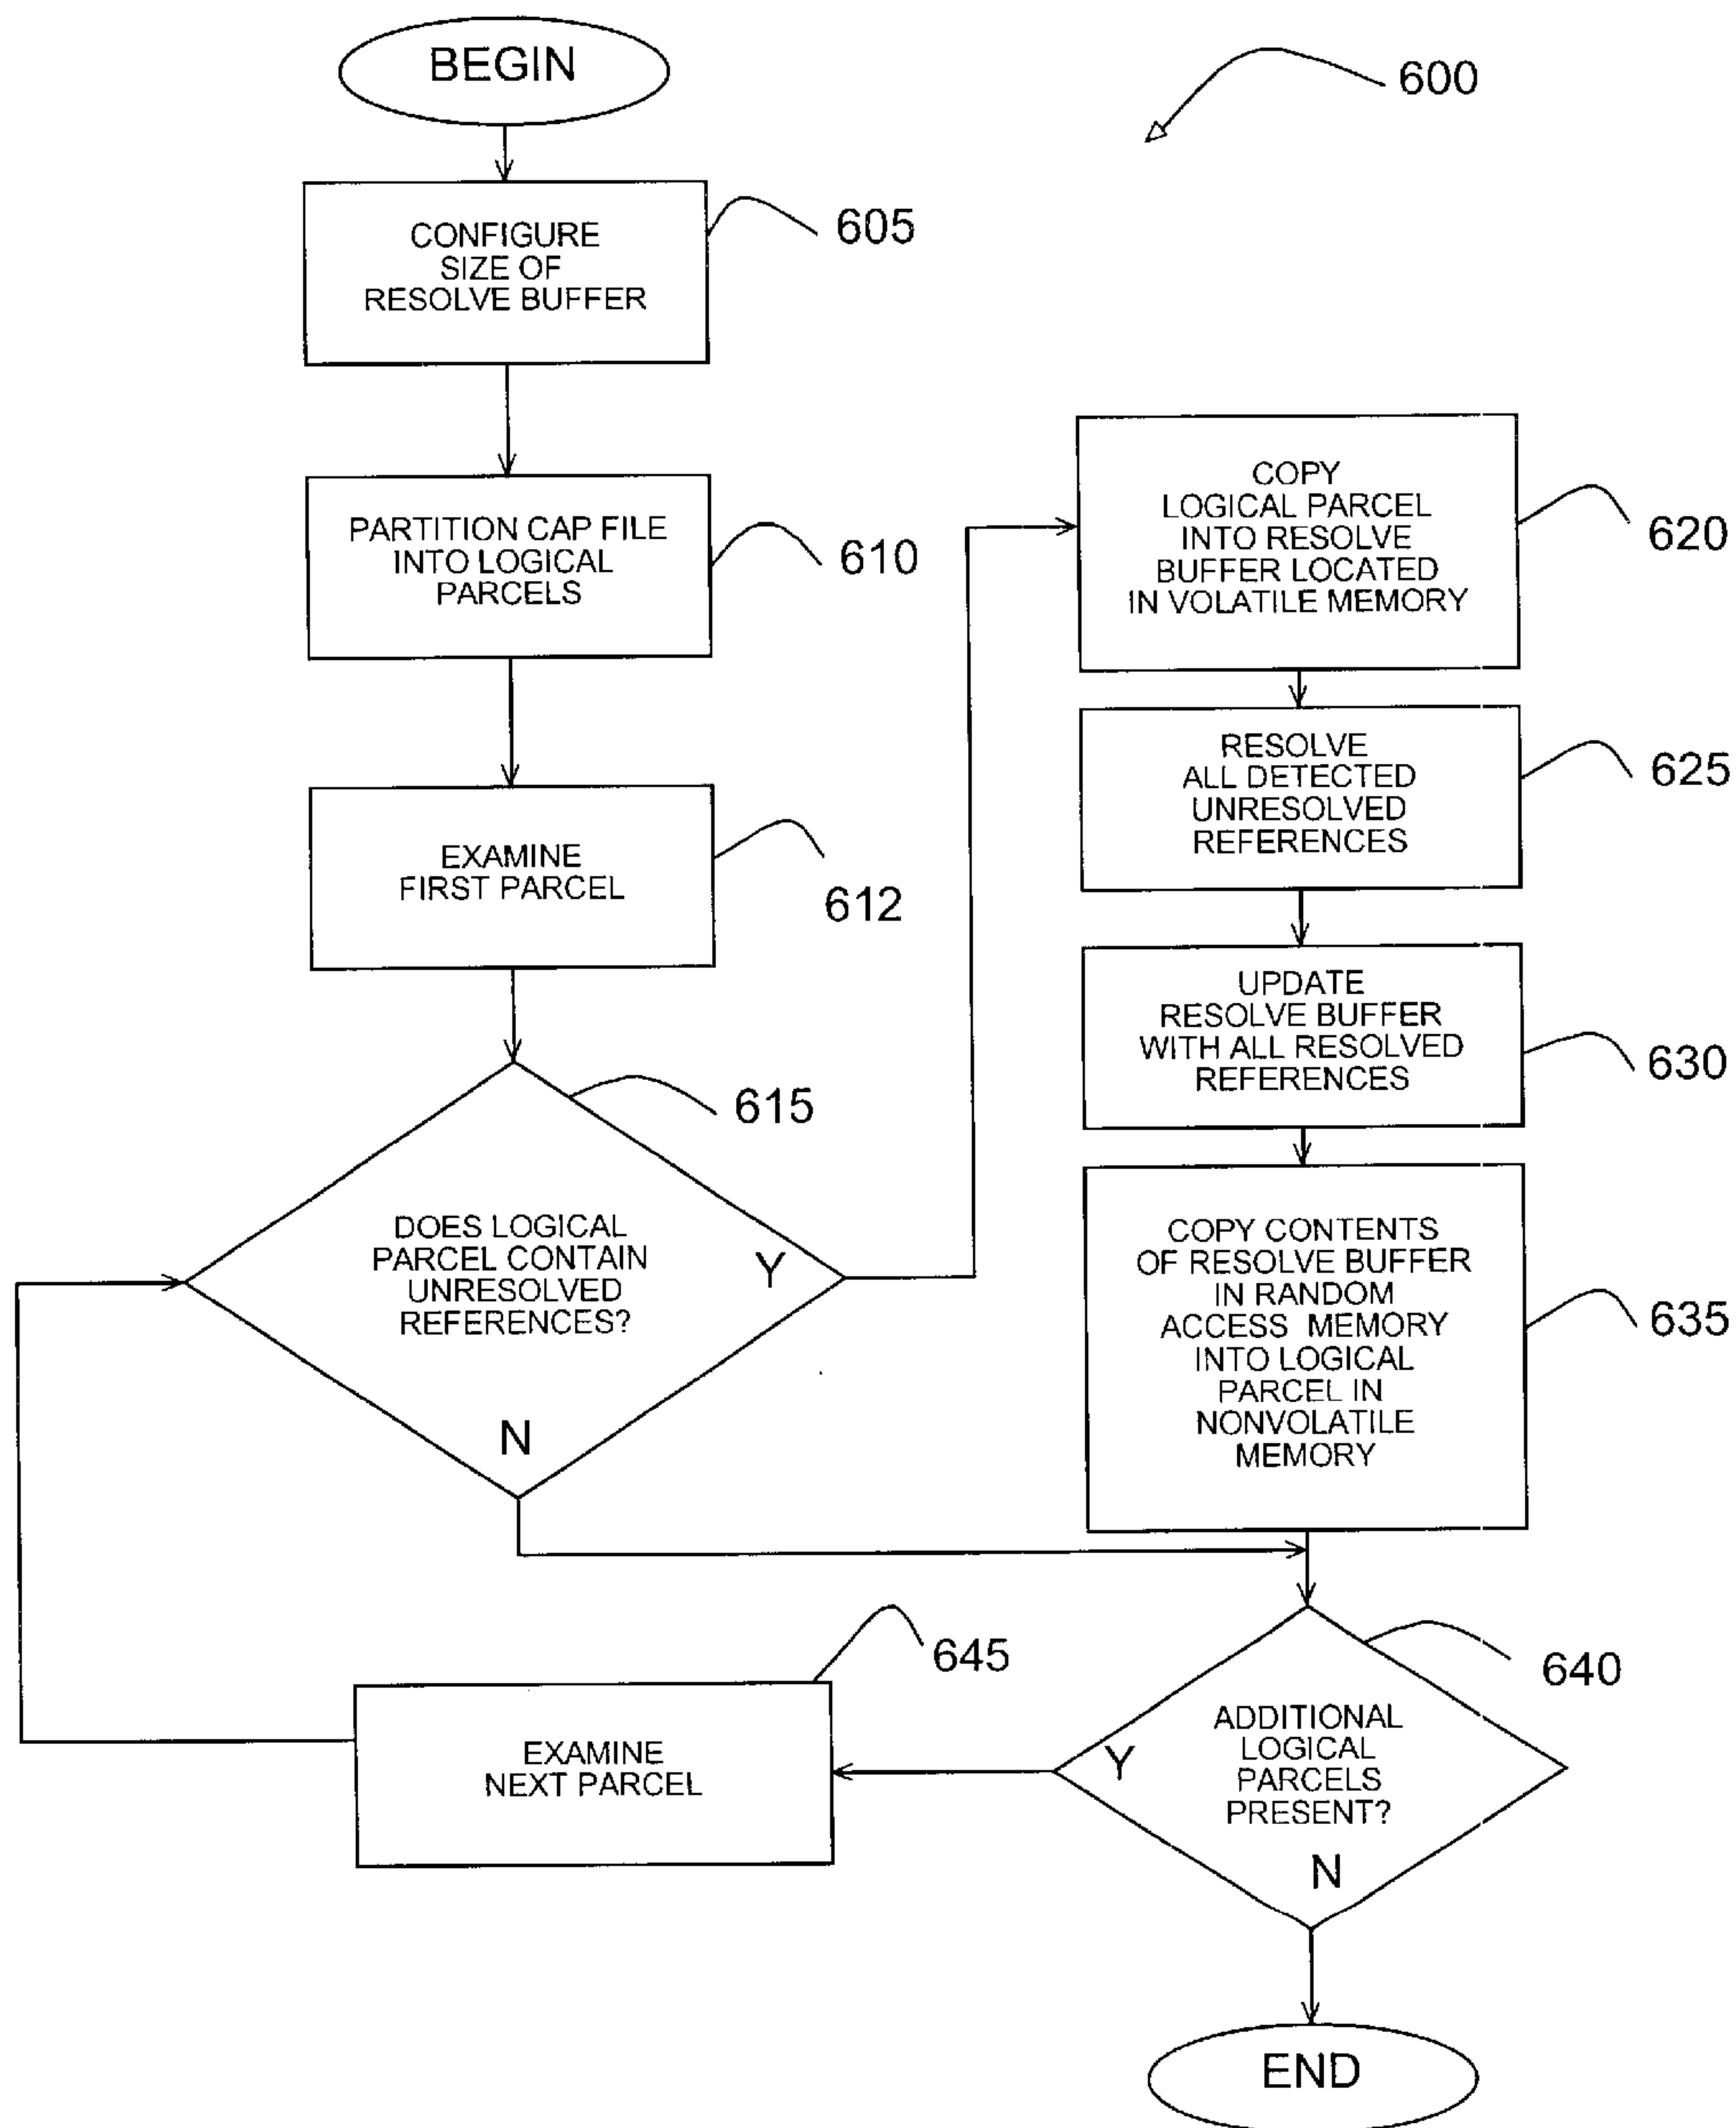 BEGIN
600
CONFIGURE
SIZE OF
RESOLVE BUFFER
605
PARTITION CAP FILE
INTO LOGICAL
PARCELS
610
EXAMINE
FIRST PARCEL
612
DOES LOGICAL
PARCEL CONTAIN
UNRESOLVED
REFERENCES?
Y
N
615
COPY
LOGICAL PARCEL
INTO RESOLVE
BUFFER LOCATED
IN VOLATILE MEMORY
620
RESOLVE
ALL DETECTED
UNRESOLVED
REFERENCES
625
UPDATE
RESOLVE BUFFER
WITH ALL RESOLVED
REFERENCES
630
COPY CONTENTS
OF RESOLVE BUFFER
IN RANDOM
ACCESS MEMORY
INTO LOGICAL
PARCEL IN
NONVOLATILE
MEMORY
635
ADDITIONAL
LOGICAL
PARCELS
PRESENT?
Y
N
640
EXAMINE
NEXT PARCEL
645
END